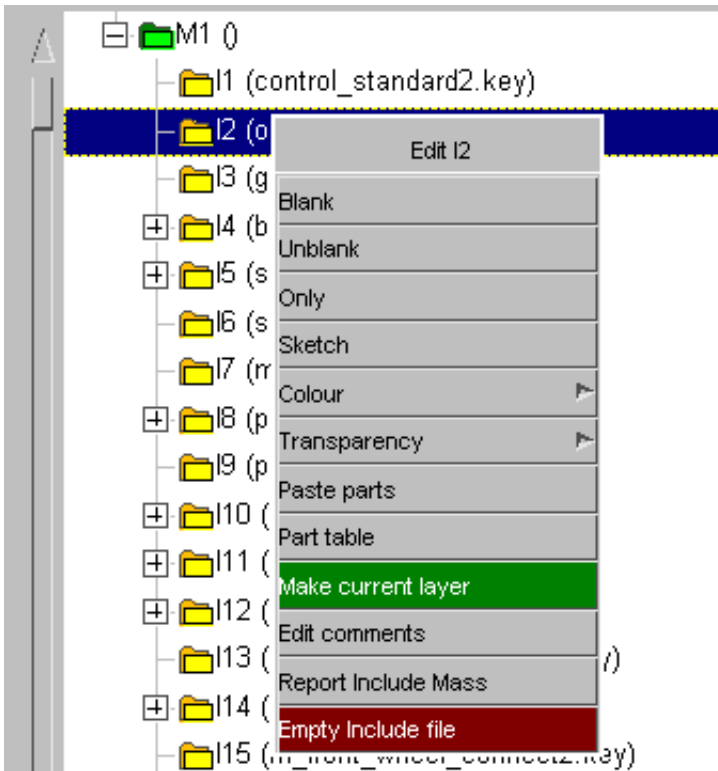 M1 ()
I1 (control_standard2.key)
I2 (o
Edit I2
I3 (g
Blank
I4 (b
Unblank
I5 (s
Only
I6 (s
Sketch
I7 (m
Colour
I8 (p
Transparency
I9 (p
Paste parts
I10 (
Part table
I11 (
Make current layer
I12 (
Edit comments
I13 (
Report Include Mass
I14 (
Empty Include file
I15 (